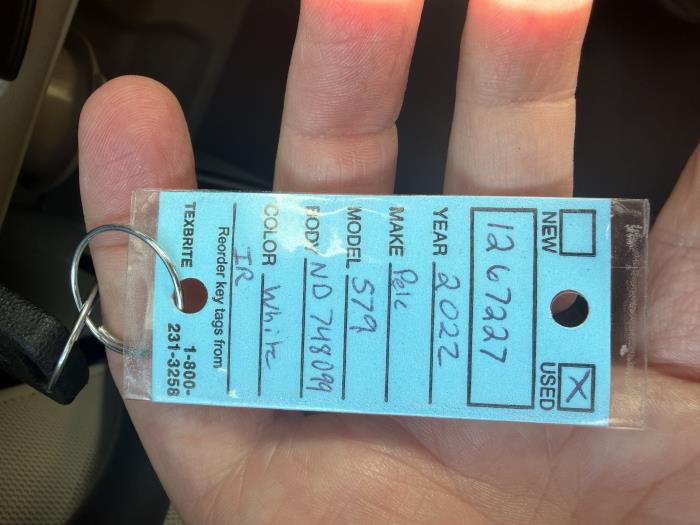 NEW USED X
1267227
YEAR 2022
MAKE Pete
MODEL 579
BODY ND748099
COLOR White
IR
Reorder key tags from
TEXBRITE 1-800-
231-3258